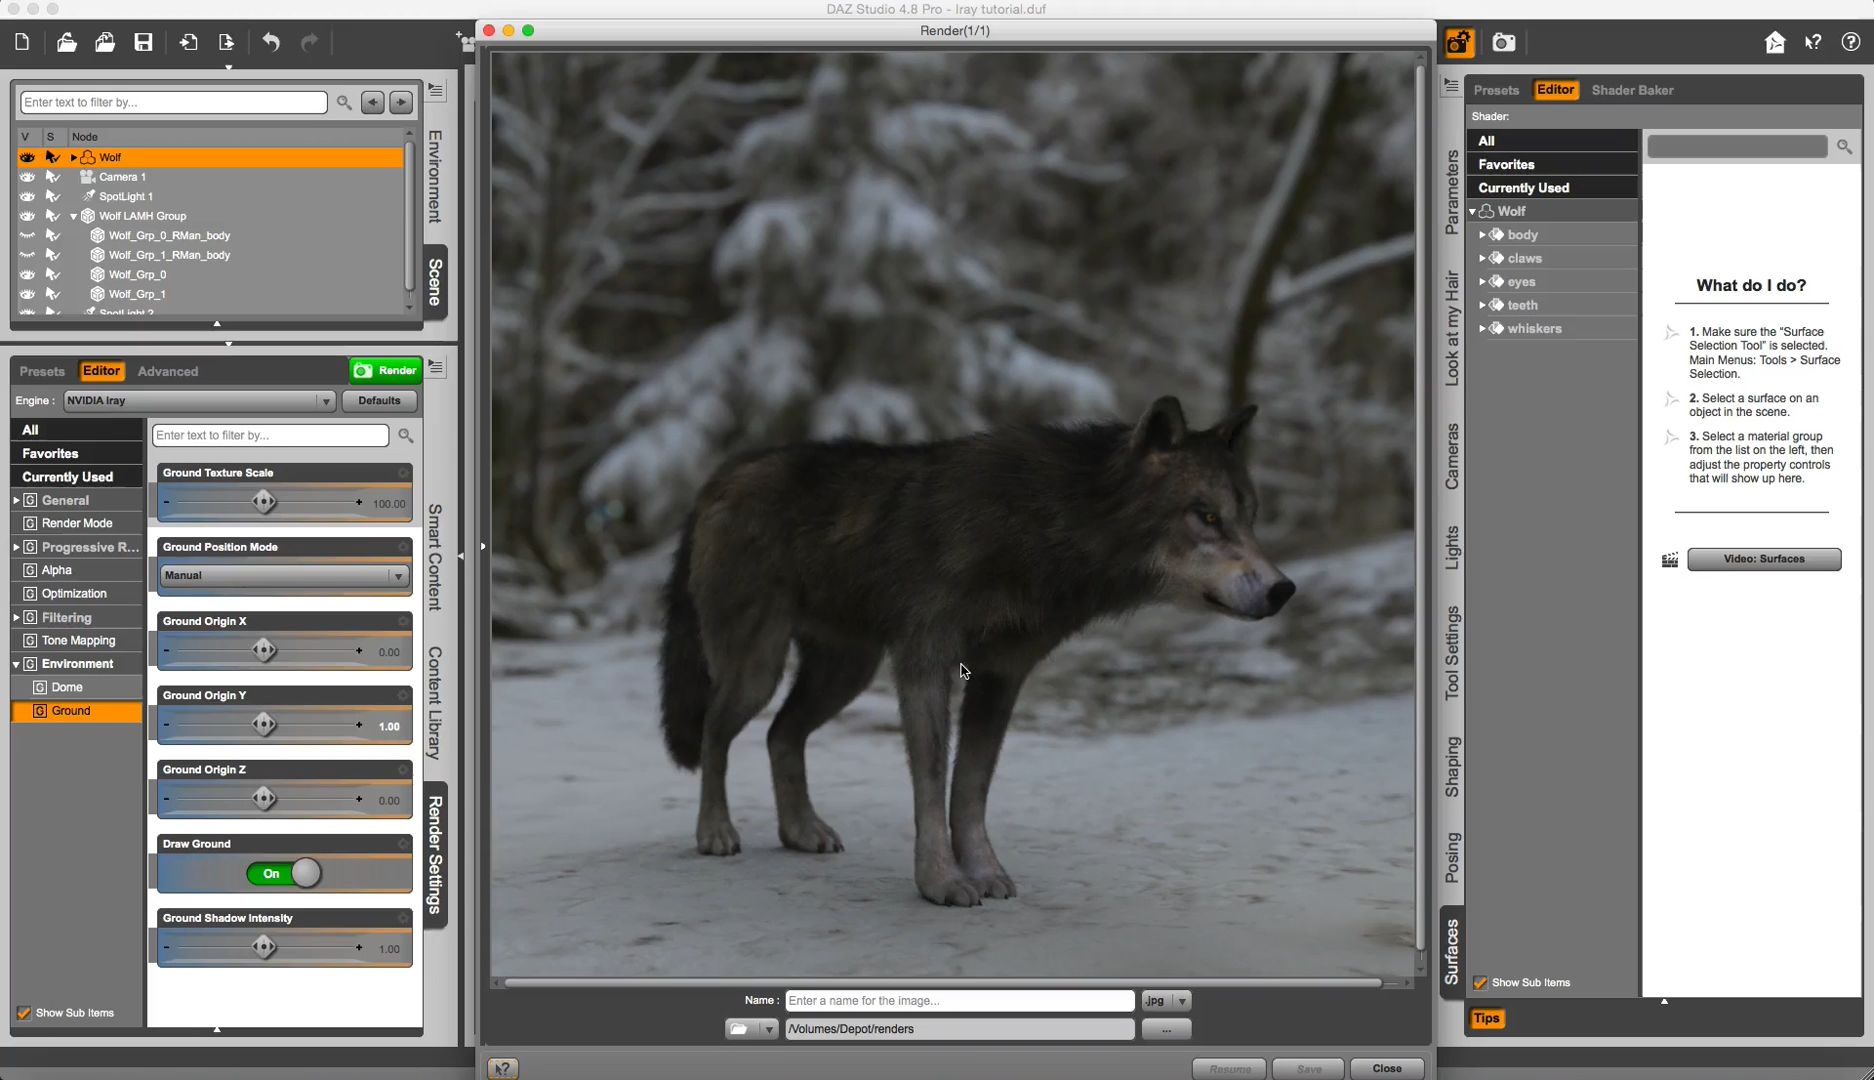 DAZ Studio 4.8 Pro - Iray tutorial.duf
Render(1/1)
Enter text to filter by...
V S Node
Wolf
Camera 1
SpotLight 1
Wolf LAMH Group
Wolf_Grp_0_RMan_body
Wolf_Grp_1_RMan_body
Wolf_Grp_0
Wolf_Grp_1
SpotLight 2
Environment
Scene
Presets Editor Advanced Render
Engine : NVIDIA Iray Defaults
All
Favorites
Currently Used
General
Render Mode
Progressive R...
Alpha
Optimization
Filtering
Tone Mapping
Environment
Dome
Ground
Show Sub Items
Enter text to filter by...
Ground Texture Scale
100.00
Ground Position Mode
Manual
Ground Origin X
0.00
Ground Origin Y
1.00
Ground Origin Z
0.00
Draw Ground
On
Ground Shadow Intensity
1.00
Smart Content
Content Library
Render Settings
Name : Enter a name for the image... .jpg
/Volumes/Depot/renders ...
Resume Save Close
Parameters
Look at my Hair
Cameras
Lights
Tool Settings
Shaping
Posing
Surfaces
Presets Editor Shader Baker
Shader:
All
Favorites
Currently Used
Wolf
body
claws
eyes
teeth
whiskers
Show Sub Items
What do I do?
1. Make sure the “Surface
Selection Tool” is selected.
Main Menus: Tools > Surface
Selection.
2. Select a surface on an
object in the scene.
3. Select a material group
from the list on the left, then
adjust the property controls
that will show up here.
Video: Surfaces
Tips